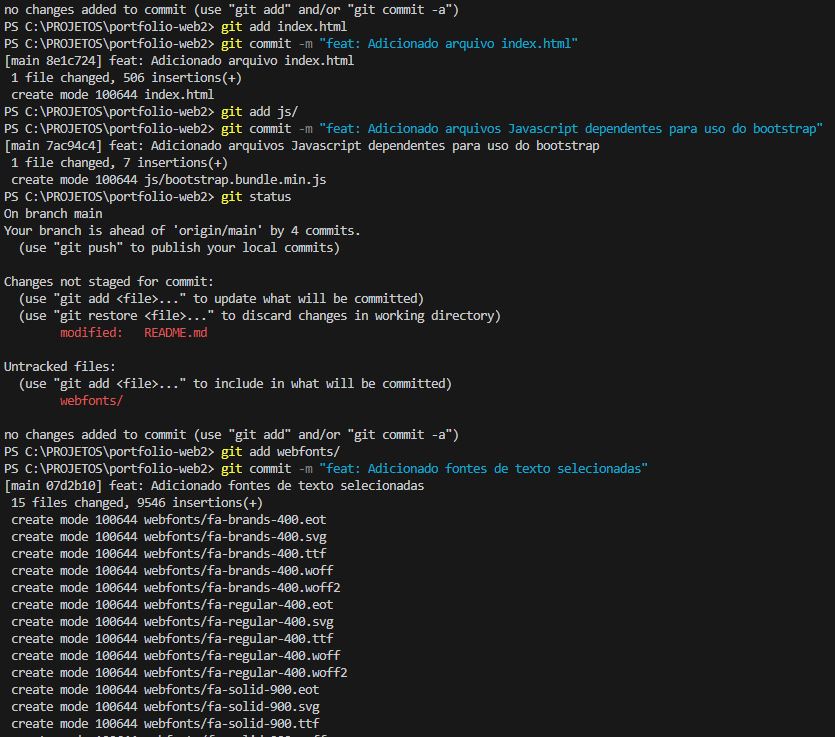 no changes added to commit (use "git add" and/or "git commit -a")
PS C:\PROJETOS\portfolio-web2> git add index.html
PS C:\PROJETOS\portfolio-web2> git commit -m "feat: Adicionado arquivo index.html"
[main 8e1c724] feat: Adicionado arquivo index.html
 1 file changed, 506 insertions(+)
 create mode 100644 index.html
PS C:\PROJETOS\portfolio-web2> git add js/
PS C:\PROJETOS\portfolio-web2> git commit -m "feat: Adicionado arquivos Javascript dependentes para uso do bootstrap"
[main 7ac94c4] feat: Adicionado arquivos Javascript dependentes para uso do bootstrap
 1 file changed, 7 insertions(+)
 create mode 100644 js/bootstrap.bundle.min.js
PS C:\PROJETOS\portfolio-web2> git status
On branch main
Your branch is ahead of 'origin/main' by 4 commits.
  (use "git push" to publish your local commits)

Changes not staged for commit:
  (use "git add <file>..." to update what will be committed)
  (use "git restore <file>..." to discard changes in working directory)
        modified:   README.md

Untracked files:
  (use "git add <file>..." to include in what will be committed)
        webfonts/

no changes added to commit (use "git add" and/or "git commit -a")
PS C:\PROJETOS\portfolio-web2> git add webfonts/
PS C:\PROJETOS\portfolio-web2> git commit -m "feat: Adicionado fontes de texto selecionadas"
[main 07d2b10] feat: Adicionado fontes de texto selecionadas
 15 files changed, 9546 insertions(+)
 create mode 100644 webfonts/fa-brands-400.eot
 create mode 100644 webfonts/fa-brands-400.svg
 create mode 100644 webfonts/fa-brands-400.ttf
 create mode 100644 webfonts/fa-brands-400.woff
 create mode 100644 webfonts/fa-brands-400.woff2
 create mode 100644 webfonts/fa-regular-400.eot
 create mode 100644 webfonts/fa-regular-400.svg
 create mode 100644 webfonts/fa-regular-400.ttf
 create mode 100644 webfonts/fa-regular-400.woff
 create mode 100644 webfonts/fa-regular-400.woff2
 create mode 100644 webfonts/fa-solid-900.eot
 create mode 100644 webfonts/fa-solid-900.svg
 create mode 100644 webfonts/fa-solid-900.ttf